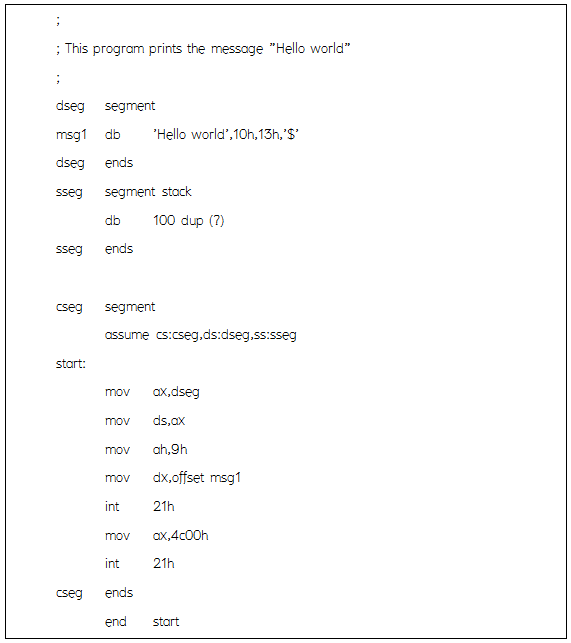 ;
; This program prints the message ”Hello world”
;
dseg segment
msg1 db ’Hello world’,10h,13h,’$’
dseg ends
sseg segment stack
db 100 dup (?)
sseg ends
cseg segment
assume cs:cseg,ds:dseg,ss:sseg
start:
mov ax,dseg
mov ds,ax
mov ah,9h
mov dx,offset msg1
int 21h
mov ax,4c00h
int 21h
cseg ends
end start